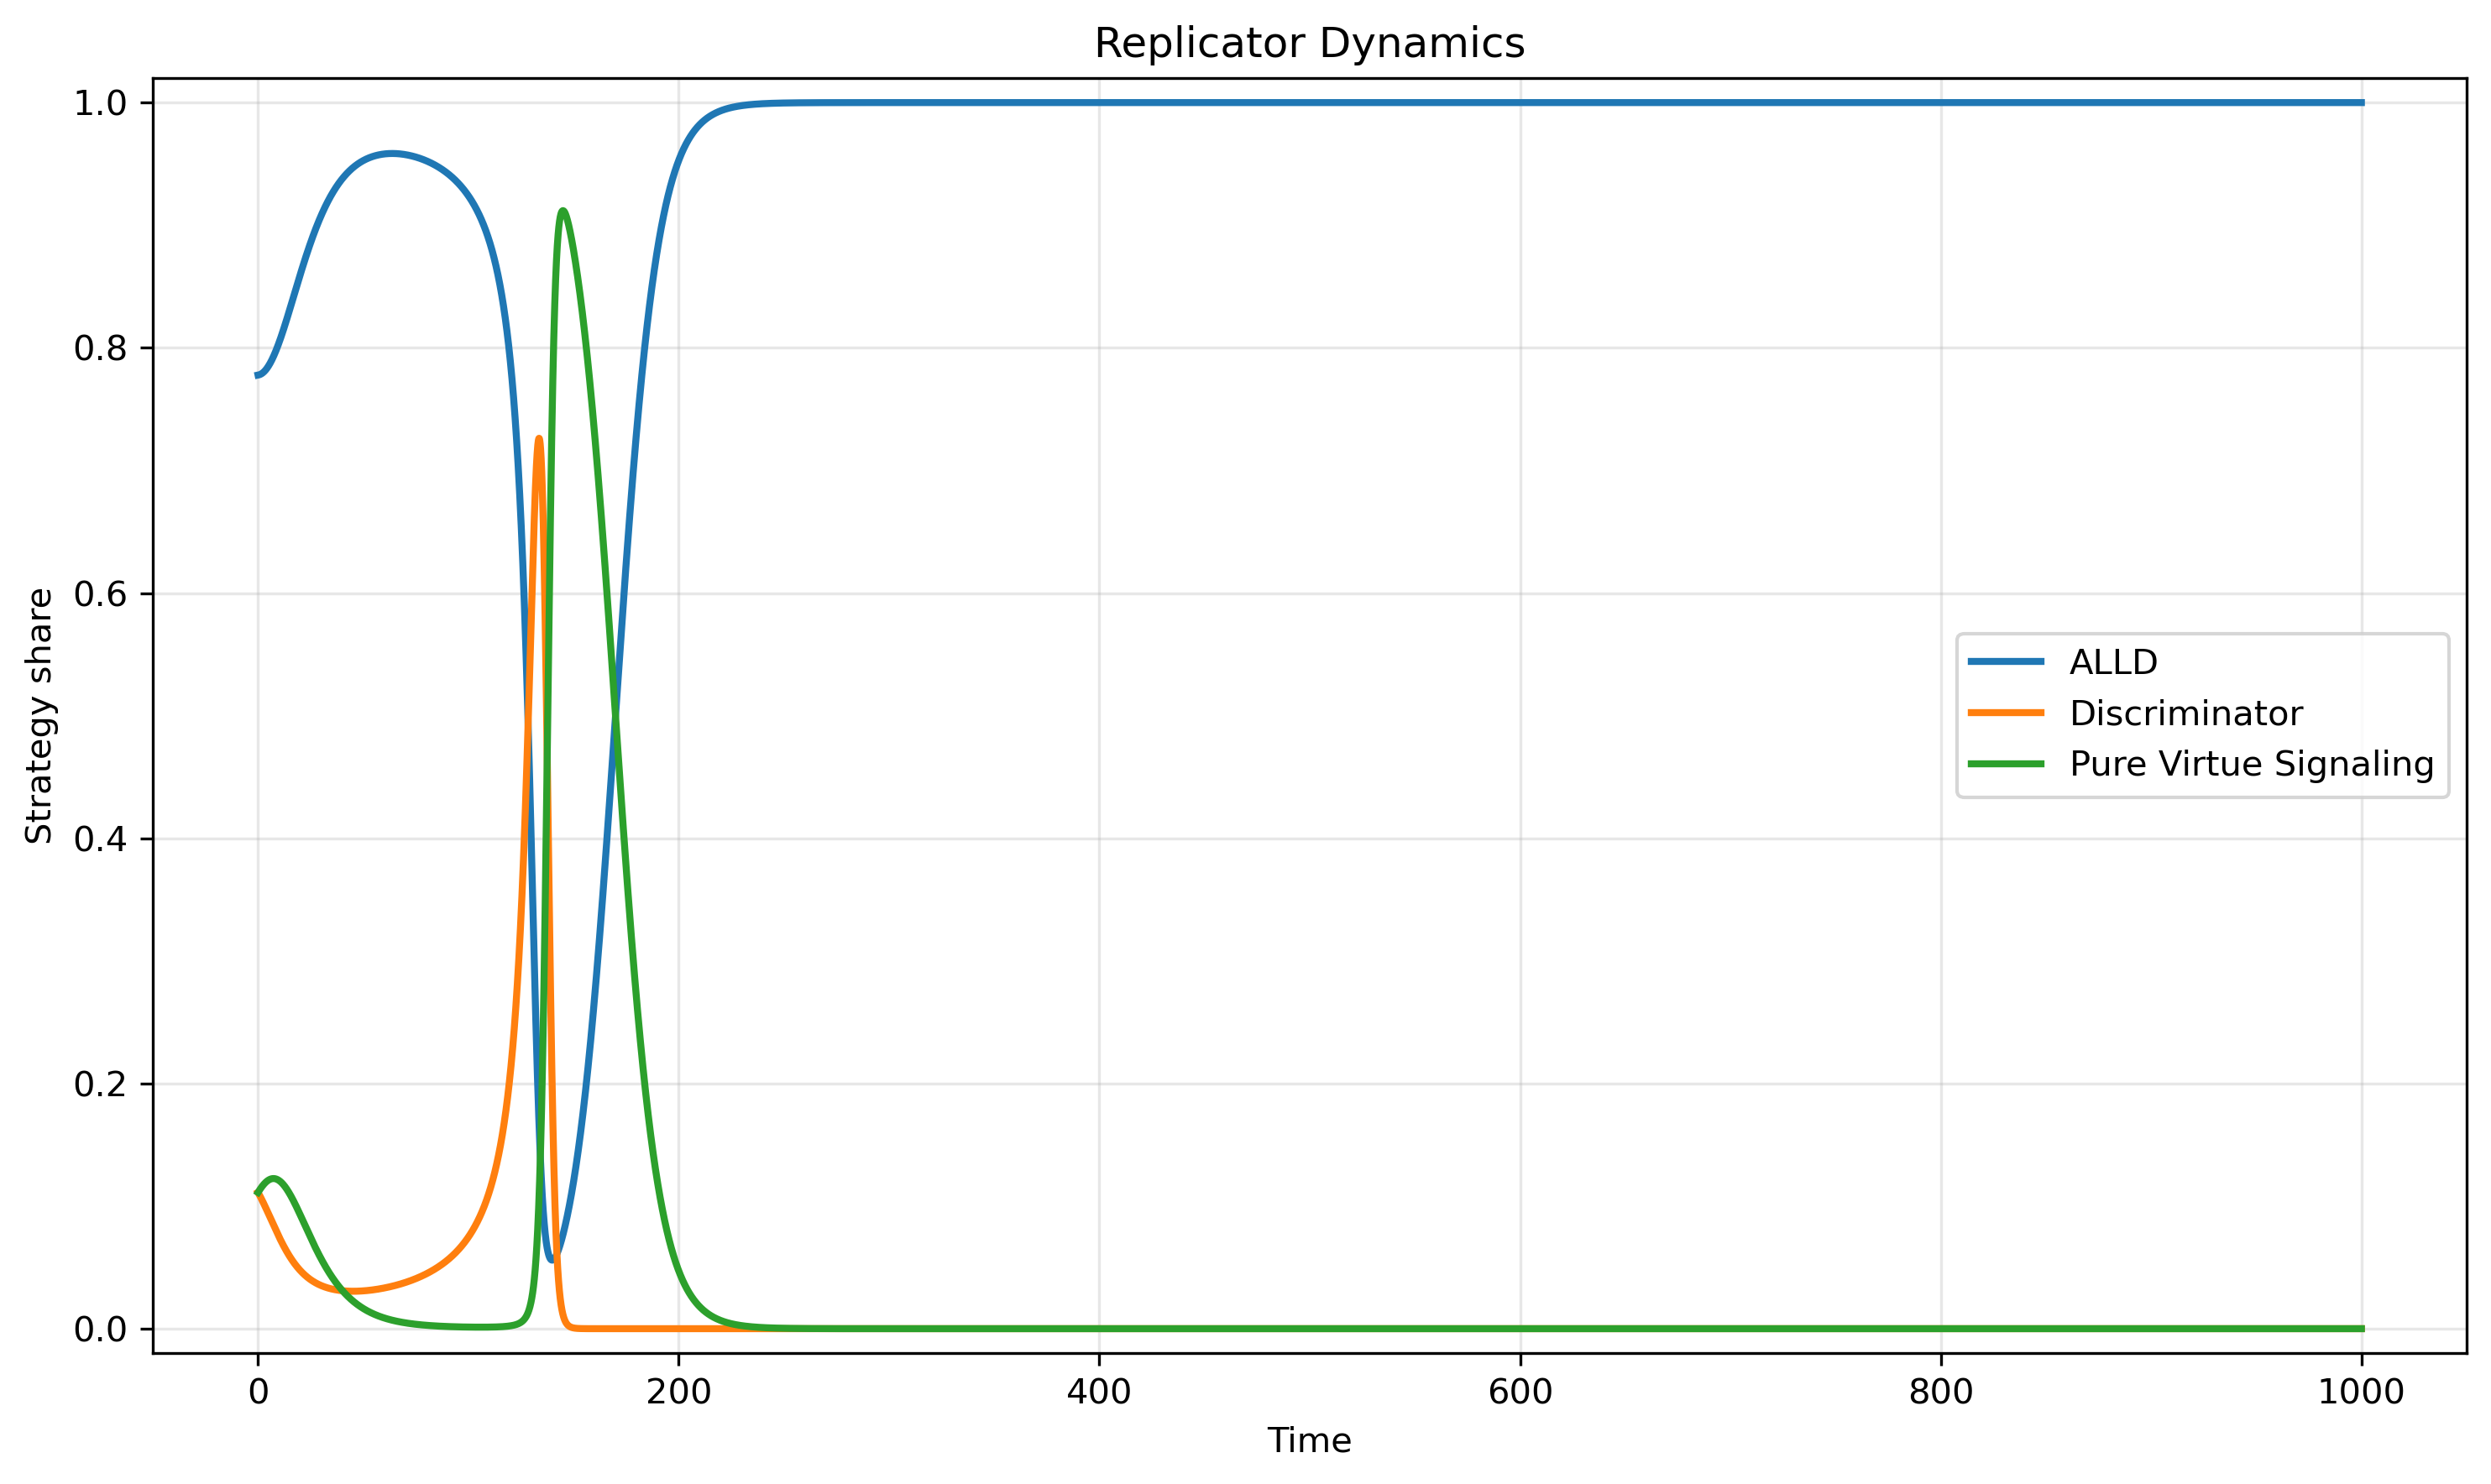 Replicator Dynamics
Strategy share
1.0
0.8
0.6
0.4
0.2
0.0
ALLD
Discriminator
Pure Virtue Signaling
0
200
400
600
800
1000
Time